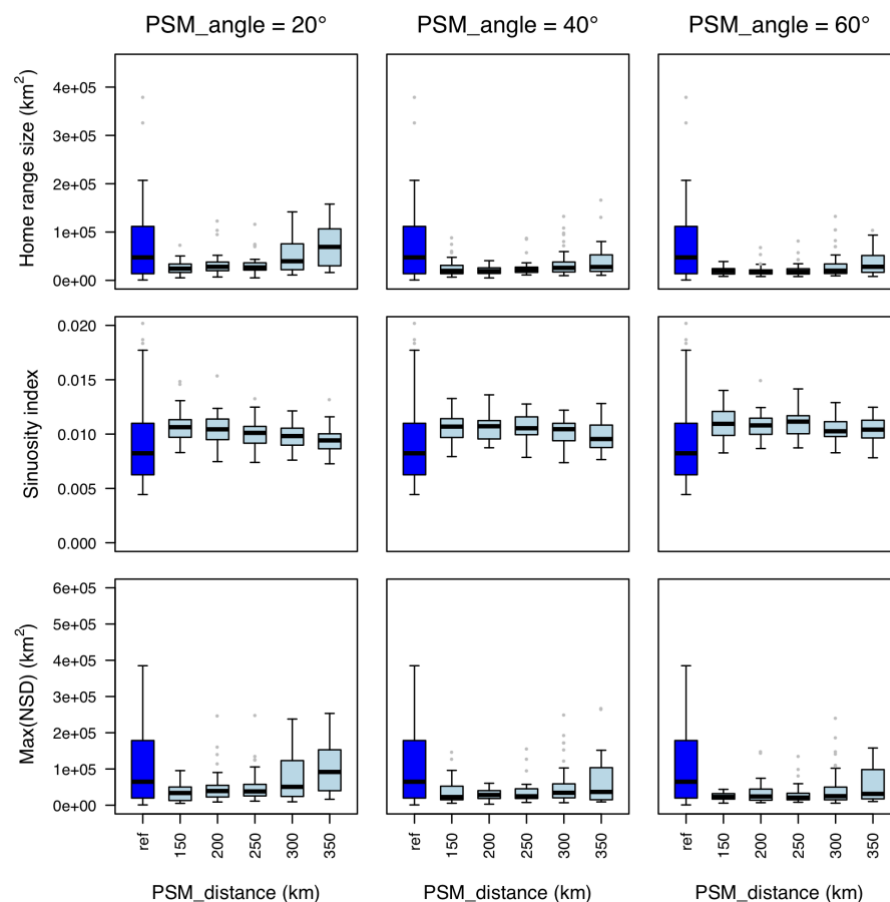 PSM_angle = 20° PSM_angle = 40° PSM_angle = 60°
Home range size (km²)
4e+05
3e+05
2e+05
1e+05
0e+00
Sinuosity index
0.020
0.015
0.010
0.005
0.000
Max(NSD) (km²)
6e+05
5e+05
4e+05
3e+05
2e+05
1e+05
0e+00
ref 150 200 250 300 350 ref 150 200 250 300 350 ref 150 200 250 300 350
PSM_distance (km) PSM_distance (km) PSM_distance (km)